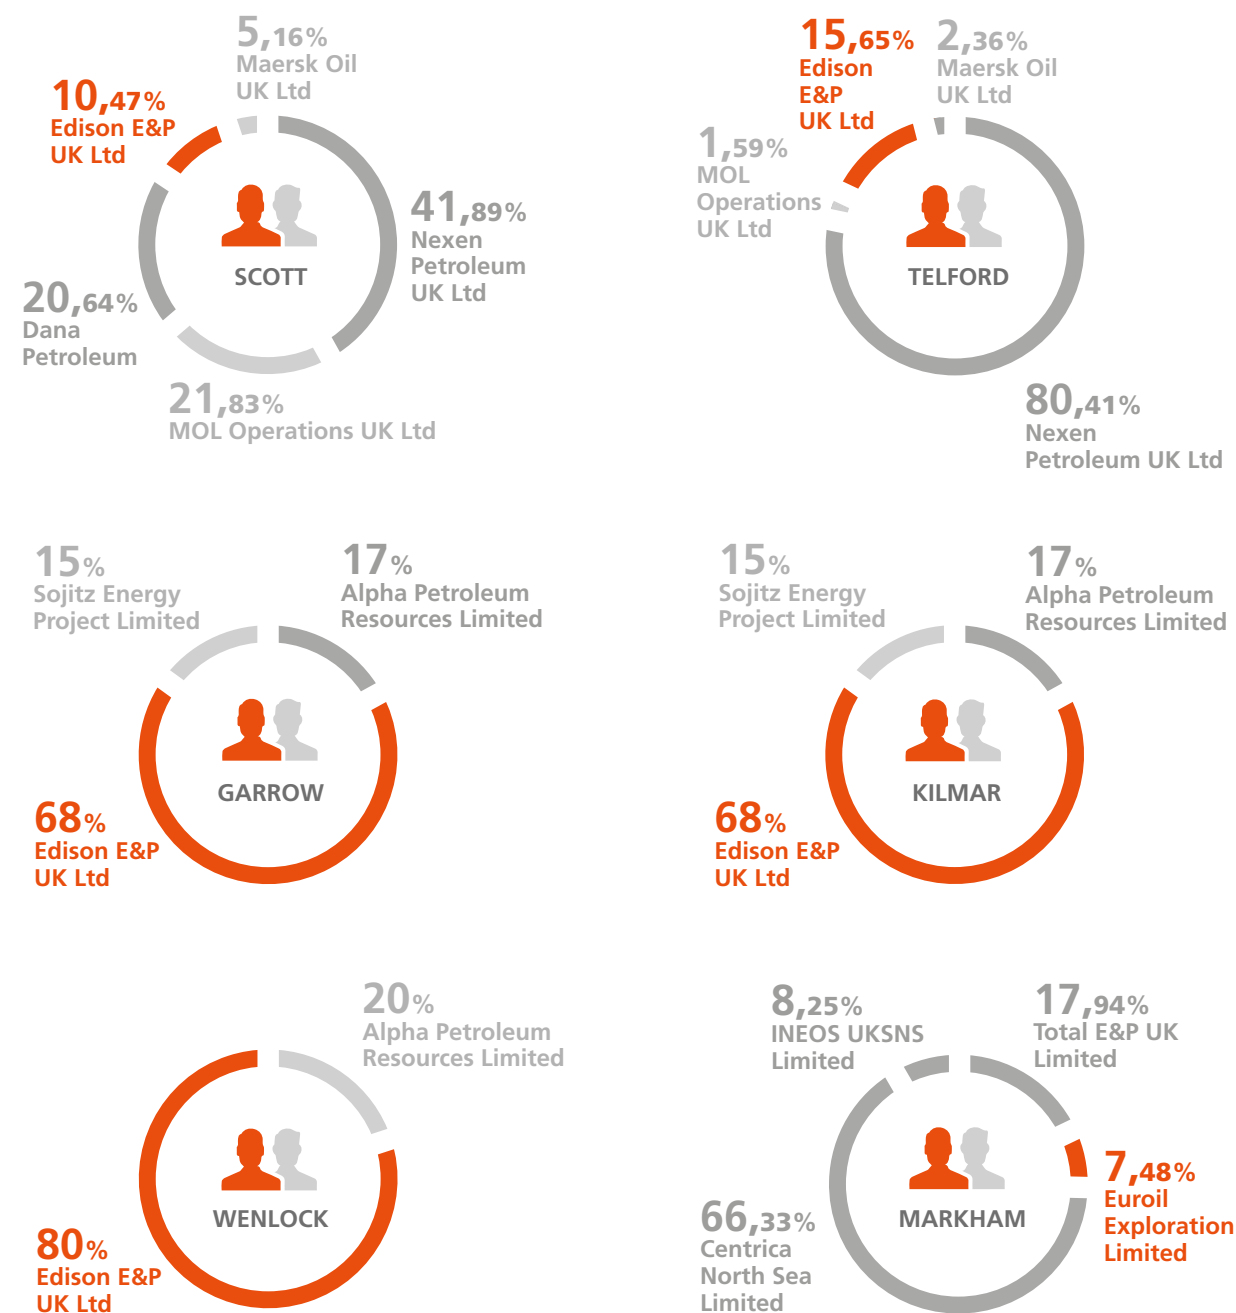 5,16%
Maersk Oil
UK Ltd
10,47%
Edison E&P
UK Ltd
41,89%
Nexen
Petroleum
UK Ltd
SCOTT
20,64%
Dana
Petroleum
21,83%
MOL Operations UK Ltd
15,65%
Edison
E&P
UK Ltd
2,36%
Maersk Oil
UK Ltd
1,59%
MOL
Operations
UK Ltd
TELFORD
80,41%
Nexen
Petroleum UK Ltd
15%
Sojitz Energy
Project Limited
17%
Alpha Petroleum
Resources Limited
GARROW
68%
Edison E&P
UK Ltd
15%
Sojitz Energy
Project Limited
17%
Alpha Petroleum
Resources Limited
KILMAR
68%
Edison E&P
UK Ltd
20%
Alpha Petroleum
Resources Limited
WENLOCK
80%
Edison E&P
UK Ltd
8,25%
INEOS UKSNS
Limited
17,94%
Total E&P UK
Limited
7,48%
Euroil
Exploration
Limited
MARKHAM
66,33%
Centrica
North Sea
Limited